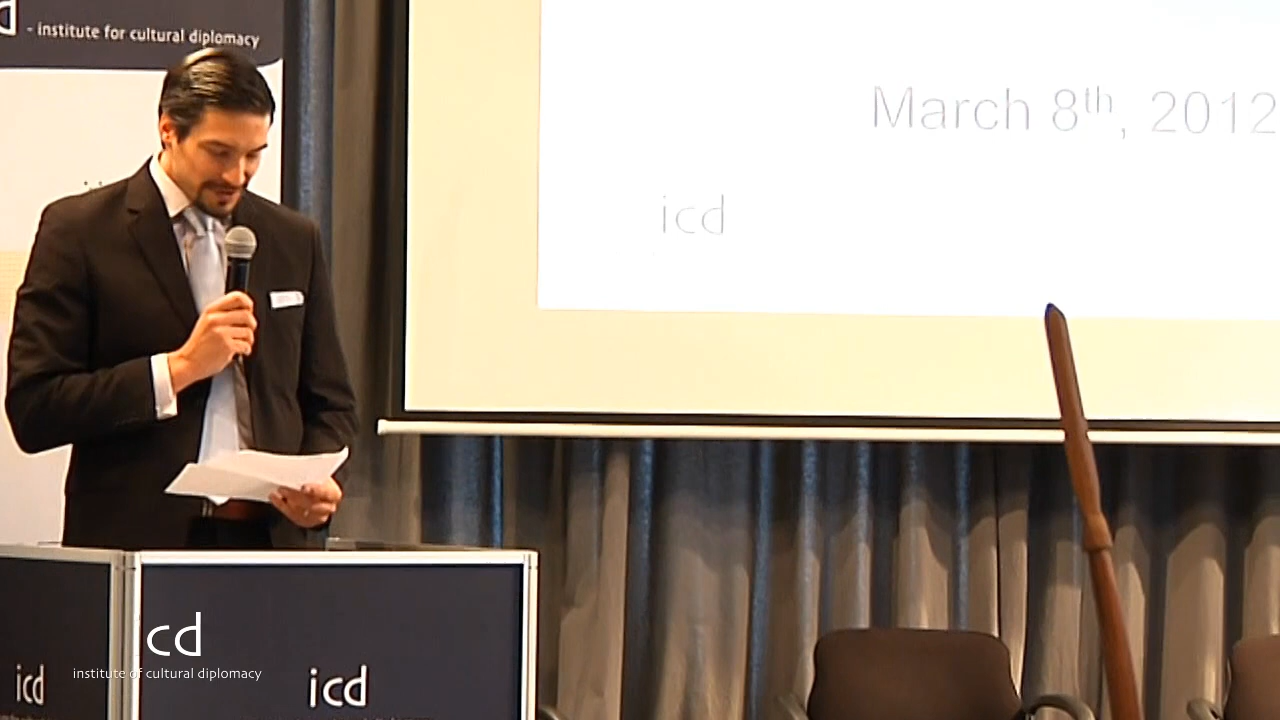 d - institute for cultural diplomacy
March 8th, 2012
icd
cd
institute of cultural diplomacy
icd
icd